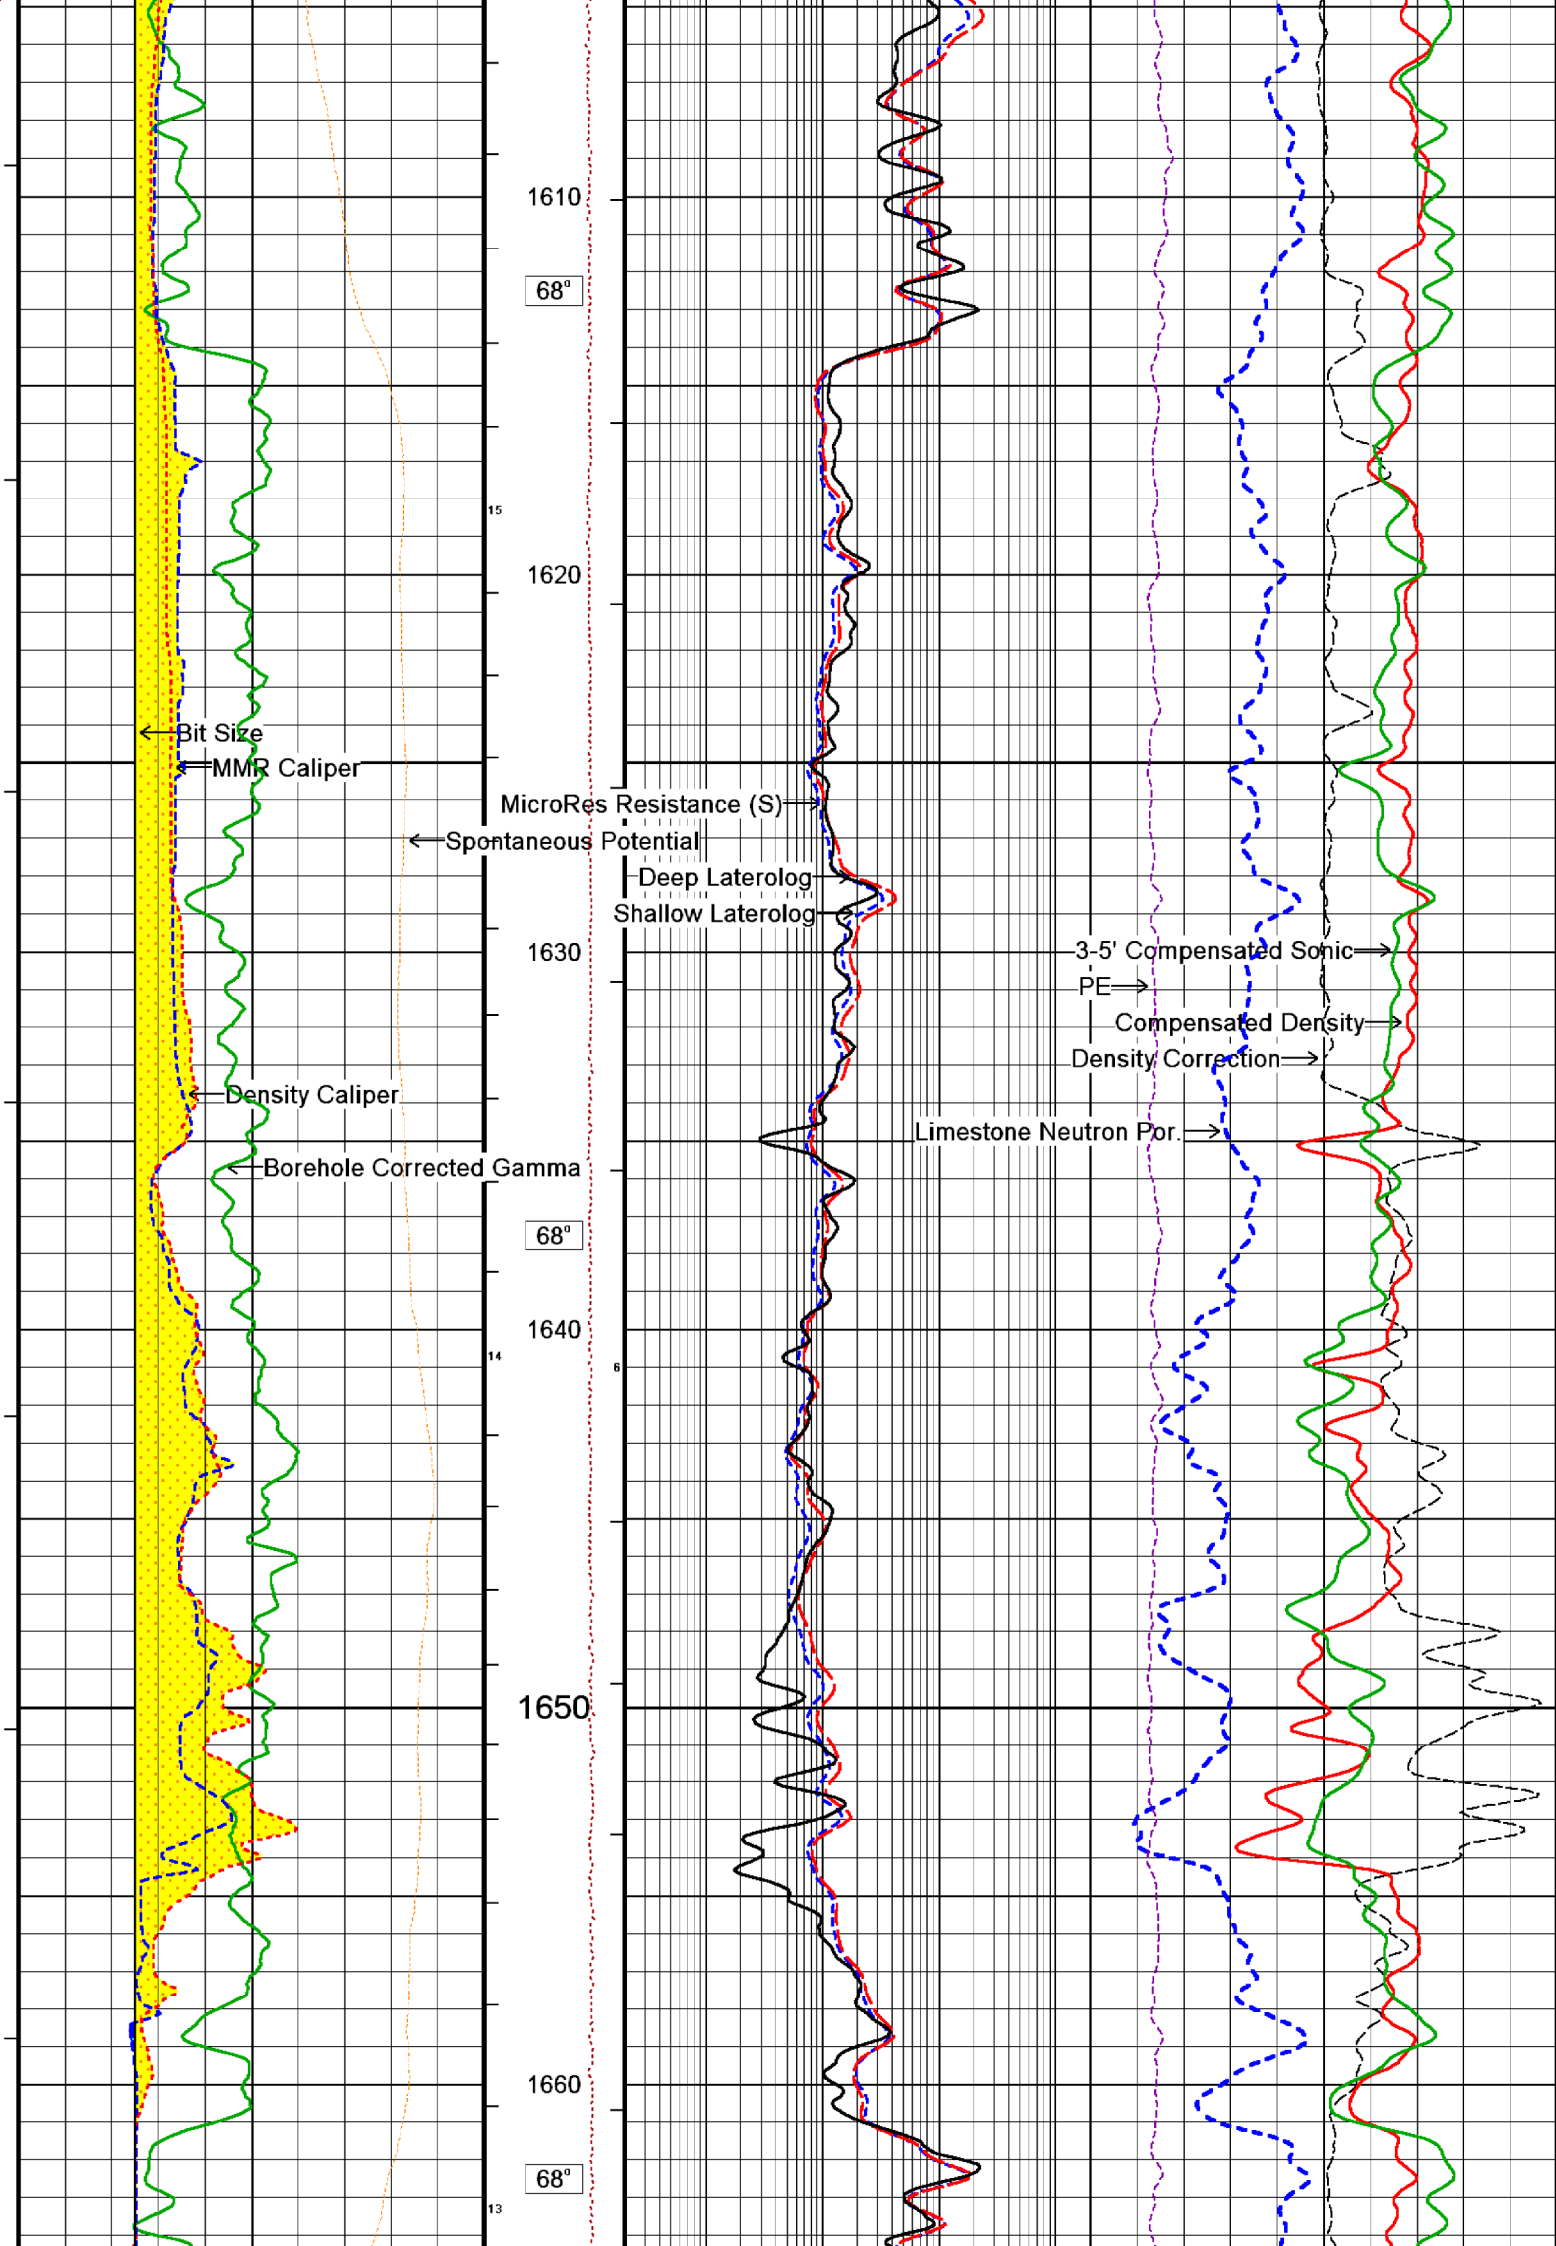 1610
68°
15
1620
Bit Size
MMR Caliper
MicroRes Resistance (S)
Spontaneous Potential
Deep Laterolog
Shallow Laterolog
1630
3-5' Compensated Sonic
PE
Compensated Density
Density Correction
Density Caliper
Limestone Neutron Por.
Borehole Corrected Gamma
68°
1640
14
6
1650
1660
68°
13